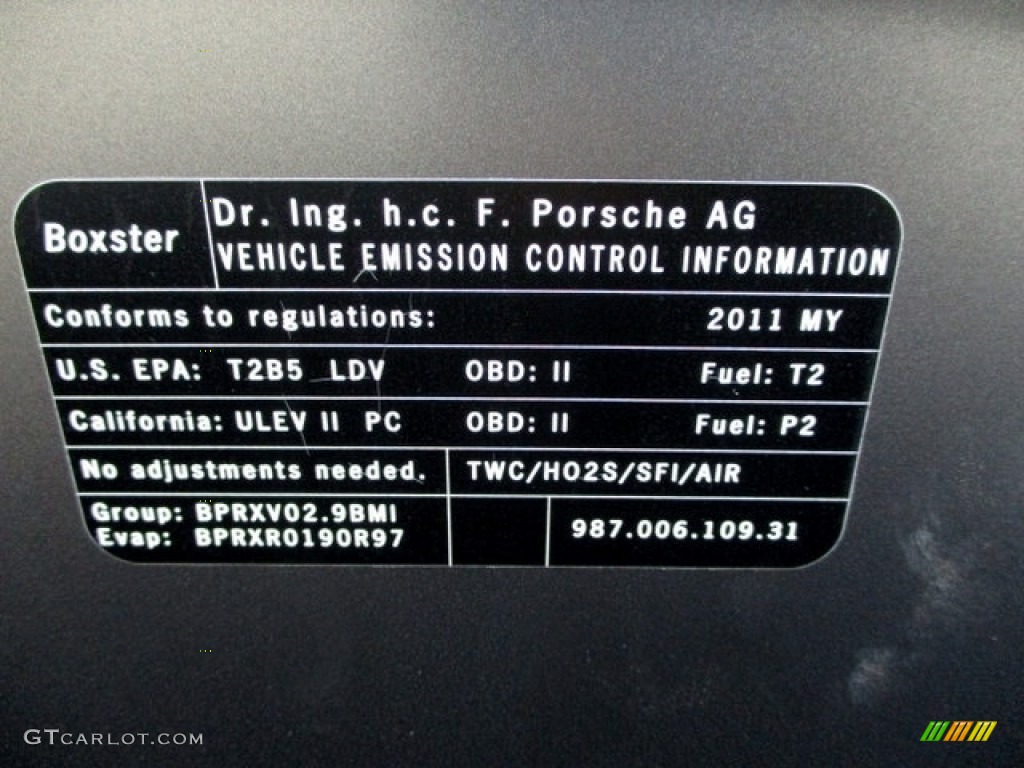 Boxster
Dr. Ing. h.c. F. Porsche AG
VEHICLE EMISSION CONTROL INFORMATION
Conforms to regulations: 2011 MY
U.S. EPA: T2B5 LDV OBD: II Fuel: T2
California: ULEV II PC OBD: II Fuel: P2
No adjustments needed. TWC/HO2S/SFI/AIR
Group: BPRXV02.9BMI
Evap: BPRXR0190R97
987.006.109.31
GTCARLOT.COM